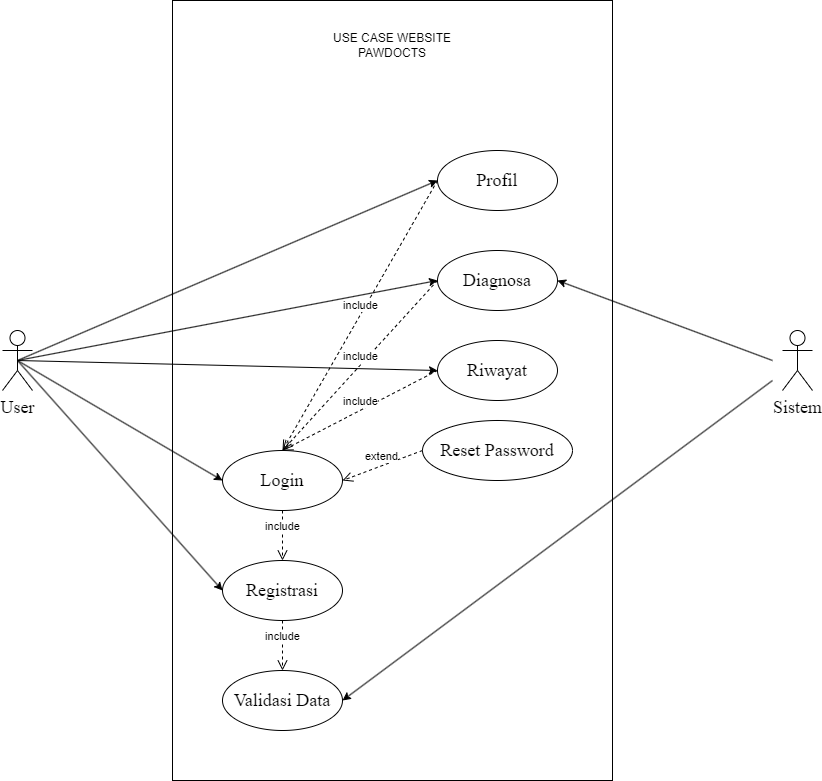 USE CASE WEBSITE
PAWDOCTS
Profil
Diagnosa
include
include
Riwayat
include
User
Sistem
Reset Password
extend
Login
include
Registrasi
include
Validasi Data